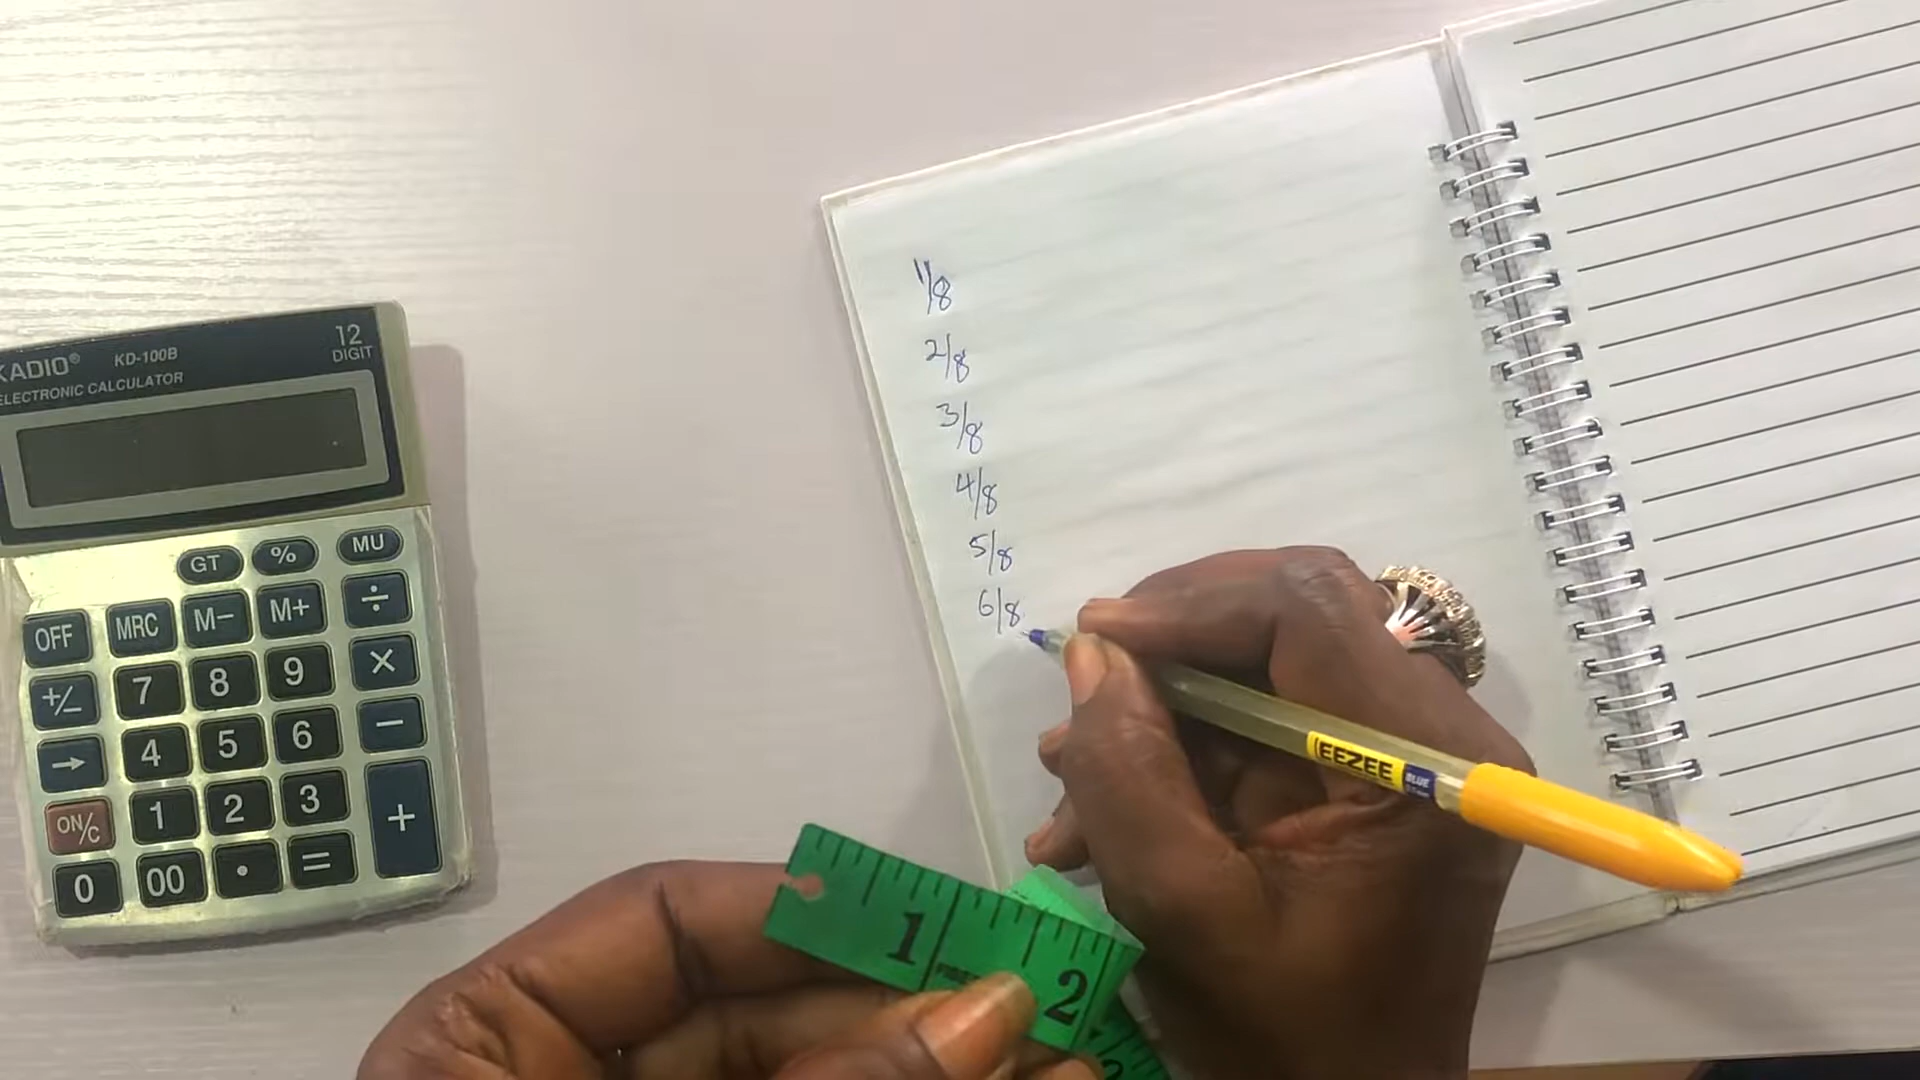 KADIO® KD-100B 12 DIGIT
ELECTRONIC CALCULATOR
GT % MU
OFF MRC M− M+ ÷
+/− 7 8 9 ×
→ 4 5 6 −
ON/C 1 2 3 +
0 00 . =
1/8
2/8
3/8
4/8
5/8
6/8
EEZEE BLUE
1 2